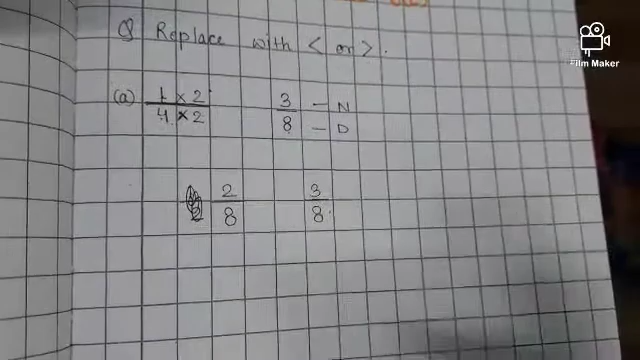 Q Replace with < or > .
(a) 1 × 2 / 4 × 2 3/8 — N — D
2/8 3/8
Film Maker